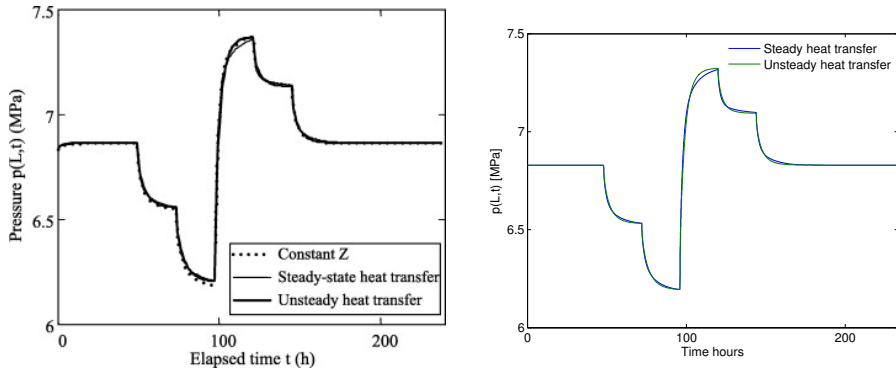 7.5
7
6.5
6
Pressure p(L,t) (MPa)
Constant Z
Steady-state heat transfer
Unsteady heat transfer
0
100
200
Elapsed time t (h)
7.5
7
6.5
6
p(L,t) [MPa]
Steady heat transfer
Unsteady heat transfer
0
100
200
Time hours